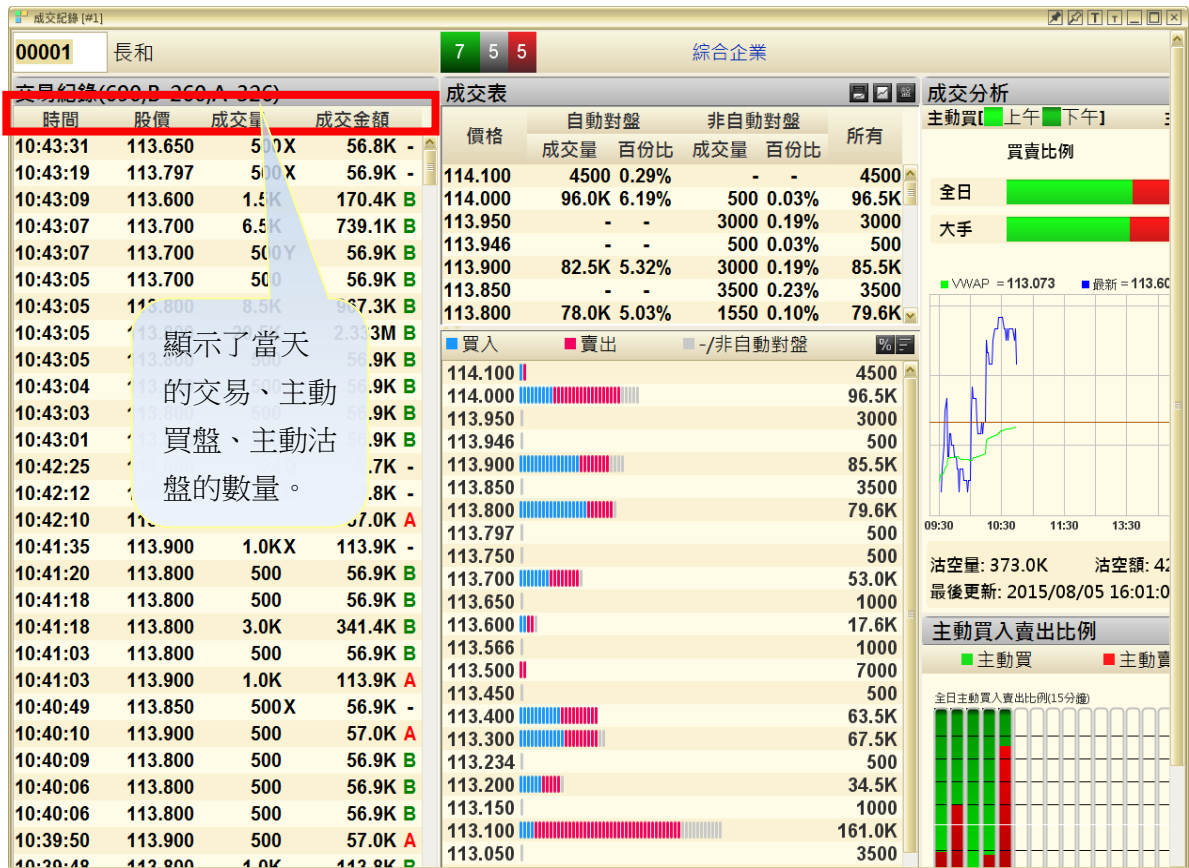 成交紀錄 [#1]
T T
00001 長和 7 5 5 綜合企業
交易紀錄(690,B-260,A-326)
時間 股價 成交量 成交金額
10:43:31 113.650 500X 56.8K -
10:43:19 113.797 500X 56.9K -
10:43:09 113.600 1.5K 170.4K B
10:43:07 113.700 6.5K 739.1K B
10:43:07 113.700 500Y 56.9K B
10:43:05 113.700 500 56.9K B
10:43:05 113.800 8.5K 967.3K B
10:43:05 2.333M B
10:43:05 56.9K B
10:43:04 .9K B
10:43:03 .9K B
10:43:01 .9K B
10:42:25 .7K -
10:42:12 .8K -
10:42:10 57.0K A
10:41:35 113.900 1.0KX 113.9K -
10:41:20 113.800 500 56.9K B
10:41:18 113.800 500 56.9K B
10:41:18 113.800 3.0K 341.4K B
10:41:03 113.800 500 56.9K B
10:41:03 113.900 1.0K 113.9K A
10:40:49 113.850 500X 56.9K -
10:40:10 113.900 500 57.0K A
10:40:09 113.800 500 56.9K B
10:40:06 113.800 500 56.9K B
10:40:06 113.800 500 56.9K B
10:39:50 113.900 500 57.0K A
10:39:48 113.800 1.0K 113.8K B
顯示了當天
的交易、主動
買盤、主動沽
盤的數量。
成交表
價格 自動對盤 非自動對盤 所有
成交量 百份比 成交量 百份比
114.100 4500 0.29% - - 4500
114.000 96.0K 6.19% 500 0.03% 96.5K
113.950 - - 3000 0.19% 3000
113.946 - - 500 0.03% 500
113.900 82.5K 5.32% 3000 0.19% 85.5K
113.850 - - 3500 0.23% 3500
113.800 78.0K 5.03% 1550 0.10% 79.6K
買入 賣出 -/非自動對盤 %
114.100 4500
114.000 96.5K
113.950 3000
113.946 500
113.900 85.5K
113.850 3500
113.800 79.6K
113.797 500
113.750 500
113.700 53.0K
113.650 1000
113.600 17.6K
113.566 1000
113.500 7000
113.450 500
113.400 63.5K
113.300 67.5K
113.234 500
113.200 34.5K
113.150 1000
113.100 161.0K
113.050 3500
成交分析
主動買[ 上午 下午]
買賣比例
全日
大手
VWAP = 113.073 最新 = 113.60
09:30 10:30 11:30 13:30
沽空量: 373.0K 沽空額: 42
最後更新: 2015/08/05 16:01:0
主動買入賣出比例
主動買 主動賣
全日主動買入賣出比例(15分鐘)